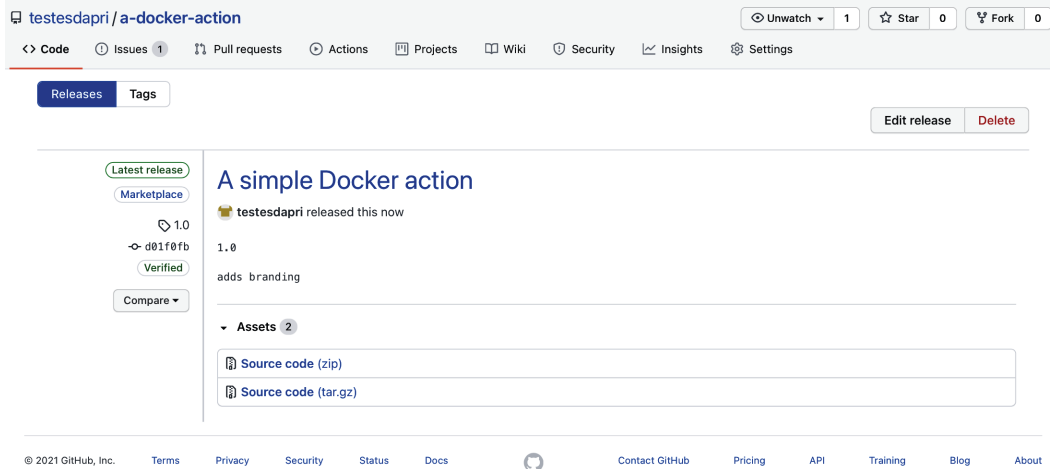 testesdapri / a-docker-action
Unwatch 1 Star 0 Fork 0
<> Code Issues 1 Pull requests Actions Projects Wiki Security Insights Settings
Releases Tags
Edit release Delete
Latest release
Marketplace
1.0
d01f0fb
Verified
Compare
A simple Docker action
testesdapri released this now
1.0
adds branding
Assets 2
Source code (zip)
Source code (tar.gz)
© 2021 GitHub, Inc. Terms Privacy Security Status Docs Contact GitHub Pricing API Training Blog About